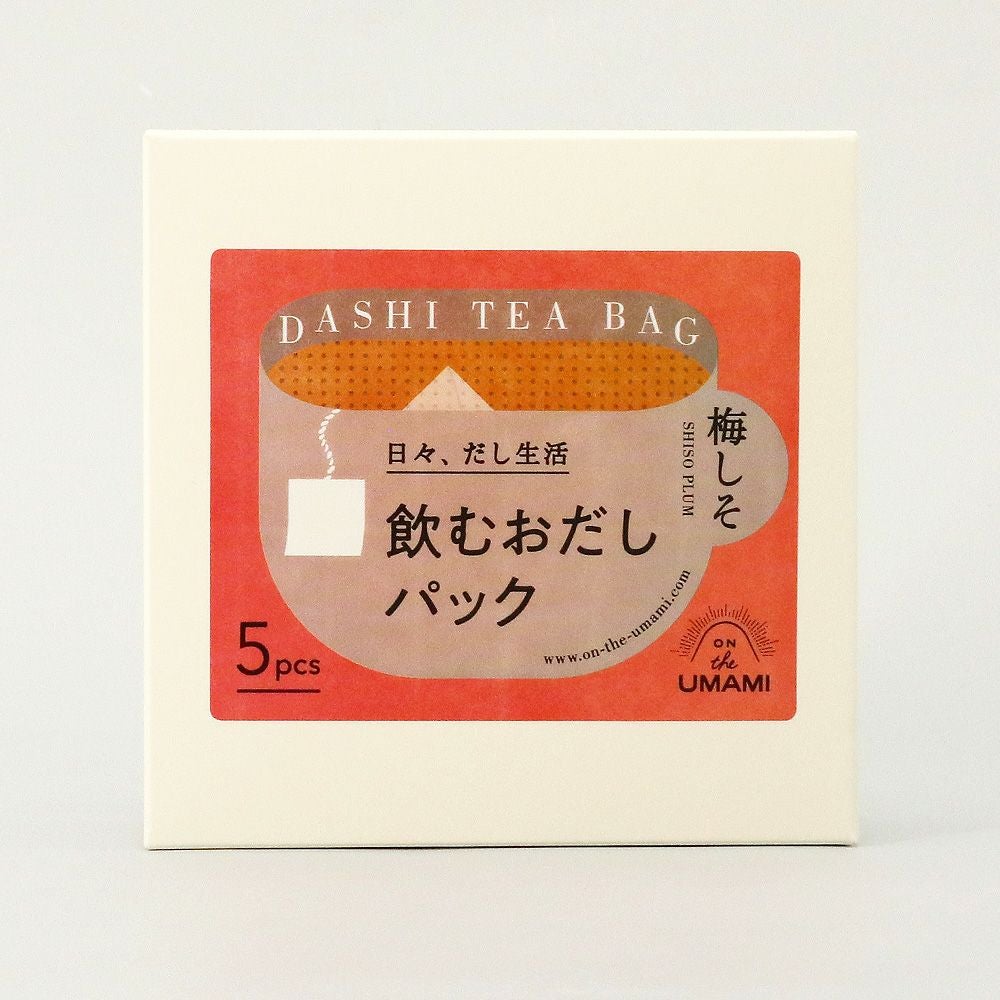 DASHI TEA BAG
梅しそ
SHISO PLUM
日々、だし生活
飲むおだし
パック
www.on-the-umami.com
5pcs
ON
the
UMAMI